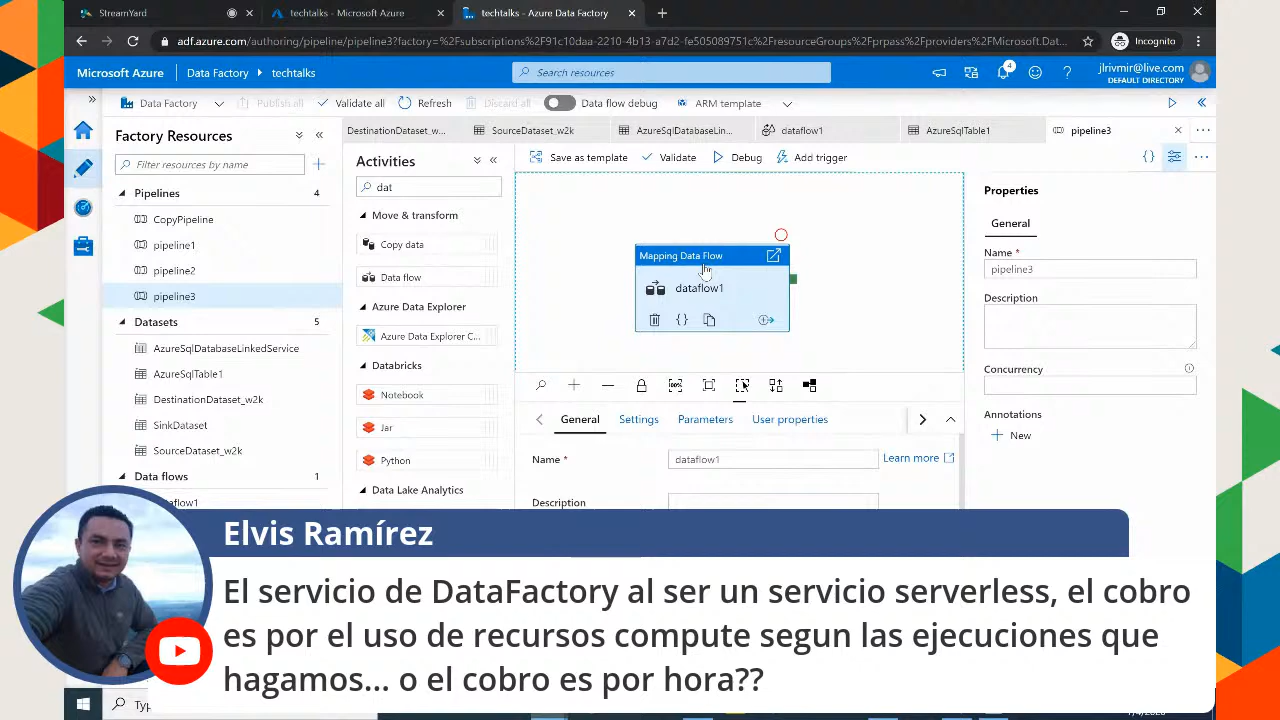 StreamYard
techtalks - Microsoft Azure
techtalks - Azure Data Factory
adf.azure.com/authoring/pipeline/pipeline3?factory=%2Fsubscriptions%2F91c10daa-2210-4b13-a7d2-fe505089751c%2FresourceGroups%2Fprpass%2Fproviders%2FMicrosoft.Dat...
Incognito
Microsoft Azure
Data Factory
techtalks
Search resources
4
jlrivmir@live.com
DEFAULT DIRECTORY
Data Factory
Publish all
Validate all
Refresh
Discard all
Data flow debug
ARM template
Factory Resources
Filter resources by name
Pipelines 4
CopyPipeline
pipeline1
pipeline2
pipeline3
Datasets 5
AzureSqlDatabaseLinkedService
AzureSqlTable1
DestinationDataset_w2k
SinkDataset
SourceDataset_w2k
Data flows 1
DestinationDataset_w...
SourceDataset_w2k
AzureSqlDatabaseLin...
dataflow1
AzureSqlTable1
pipeline3
Activities
dat
Move & transform
Copy data
Data flow
Azure Data Explorer
Azure Data Explorer C...
Databricks
Notebook
Jar
Python
Data Lake Analytics
Save as template
Validate
Debug
Add trigger
Mapping Data Flow
dataflow1
General
Settings
Parameters
User properties
Name *
dataflow1
Learn more
Description
Properties
General
Name *
pipeline3
Description
Concurrency
Annotations
New
Elvis Ramírez
El servicio de DataFactory al ser un servicio serverless, el cobro
es por el uso de recursos compute segun las ejecuciones que
hagamos... o el cobro es por hora??